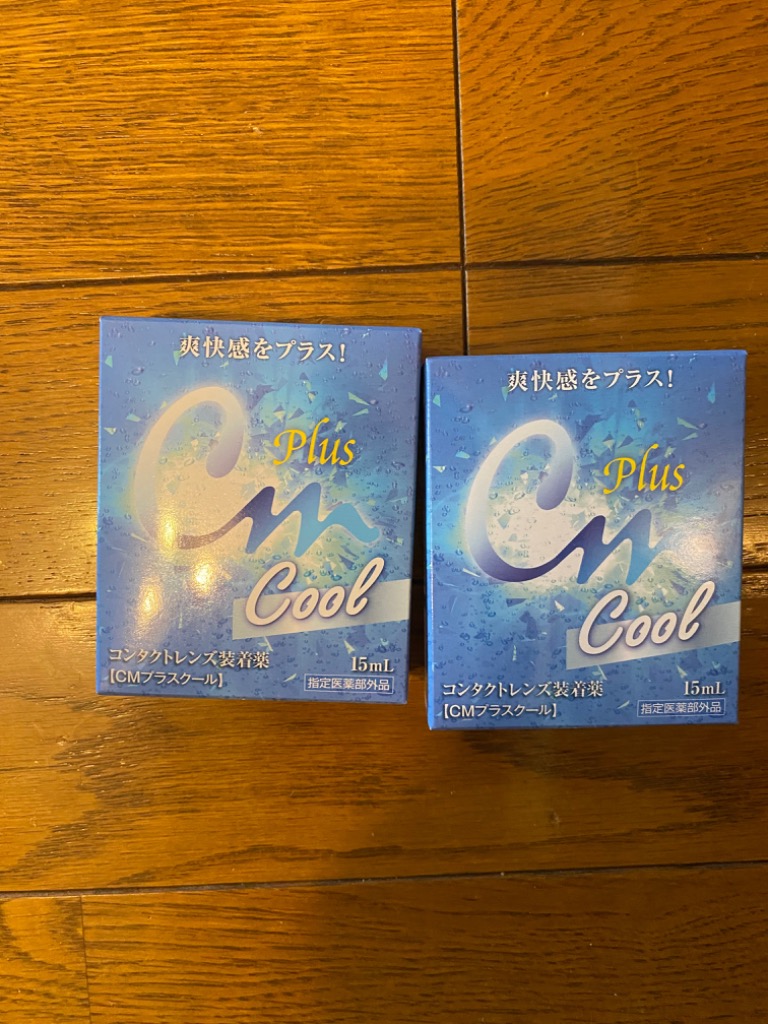 爽快感をプラス!
Cm
Plus
Cool
コンタクトレンズ装着薬
15mL
【CMプラスクール】
指定医薬部外品
爽快感をプラス!
Cm
Plus
Cool
コンタクトレンズ装着薬
15mL
【CMプラスクール】
指定医薬部外品